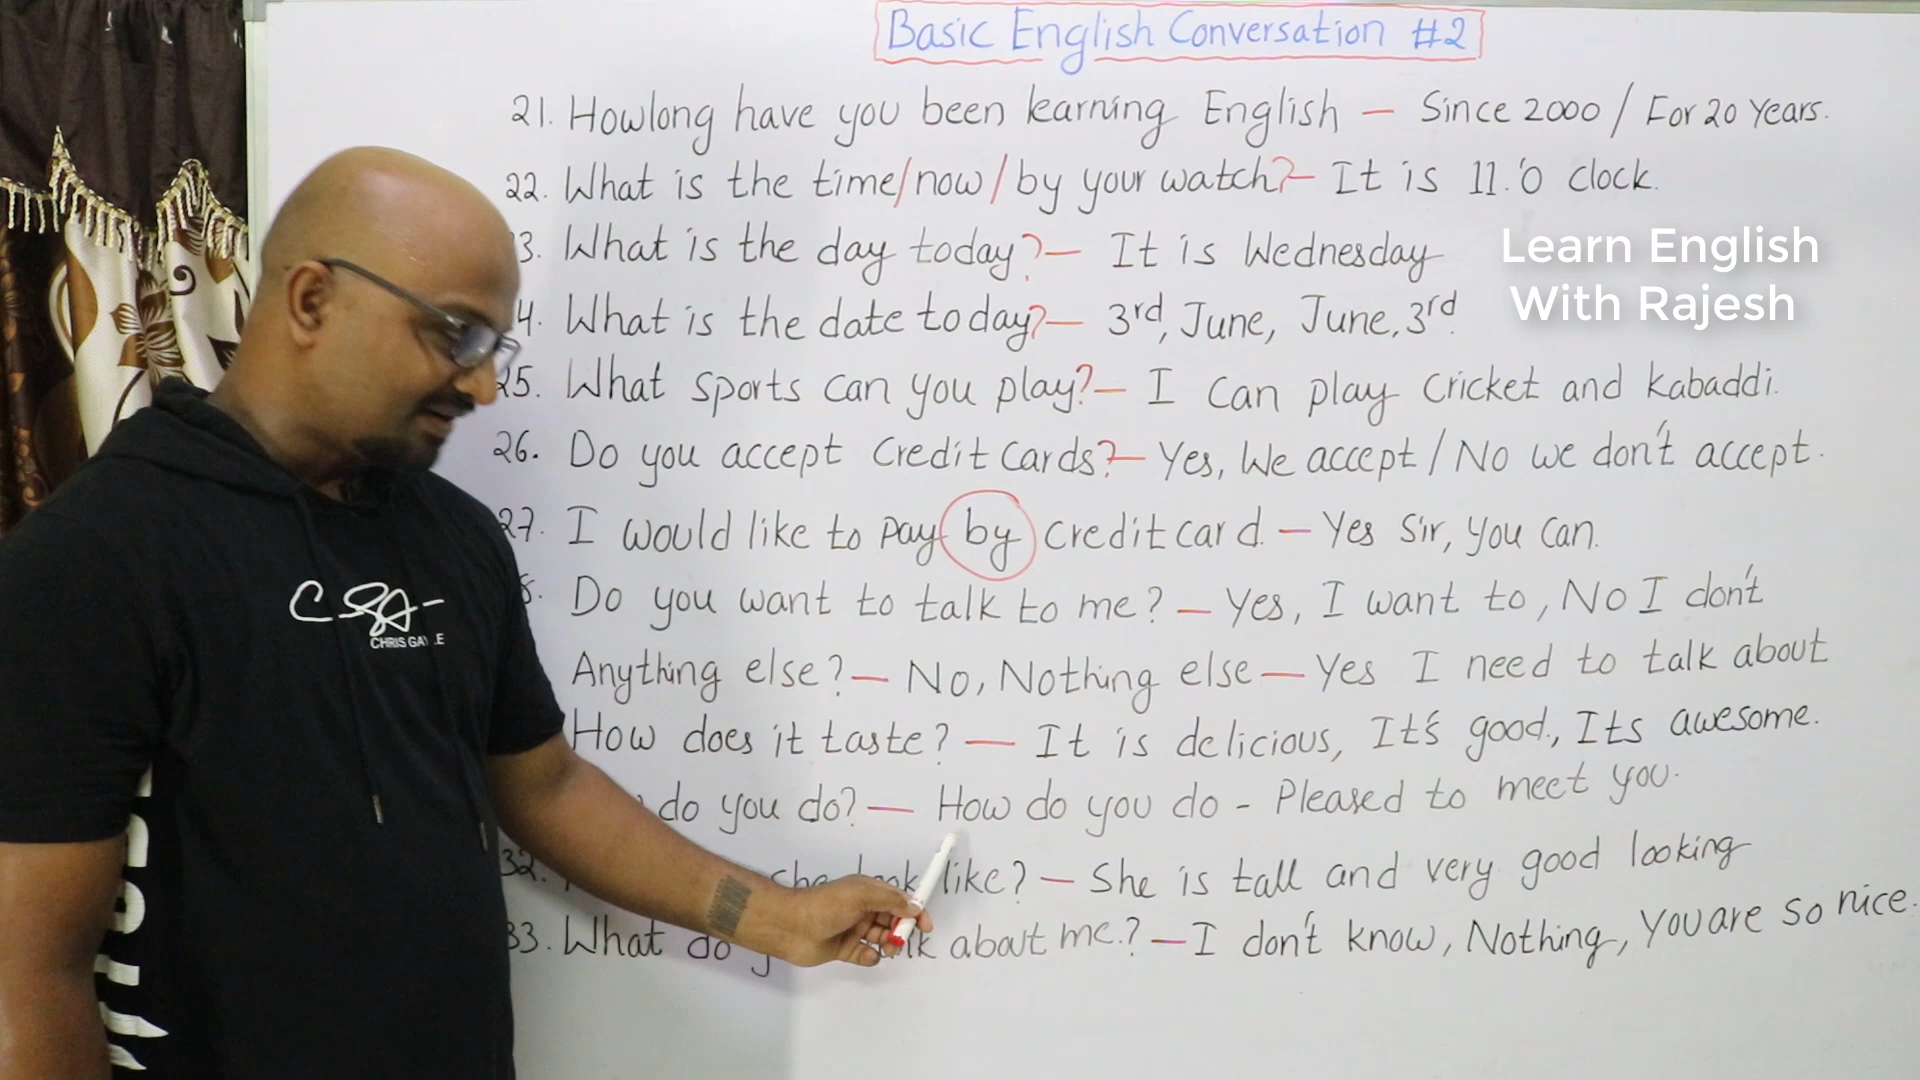 Basic English Conversation #2
21. Howlong have you been learning English — Since 2000 / For 20 Years.
22. What is the time/now/by your watch?— It is 11.'0 clock.
3. What is the day today?— It is Wednesday
4. What is the date today?— 3rd, June, June, 3rd.
25. What sports can you play?— I can play cricket and kabaddi.
26. Do you accept credit cards?— Yes, We accept / No we don't accept.
27. I would like to pay by credit card — Yes Sir, you can.
8. Do you want to talk to me? — Yes, I want to, No I don't
Anything else?— No, Nothing else— Yes I need to talk about
How does it taste? — It is delicious, It's good, Its awesome.
do you do? — How do you do - Pleased to meet you.
32. she look like? — She is tall and very good looking
33. What do about me.? — I don't know, Nothing, you are so nice.
Learn English
With Rajesh
CHRIS GAYLE